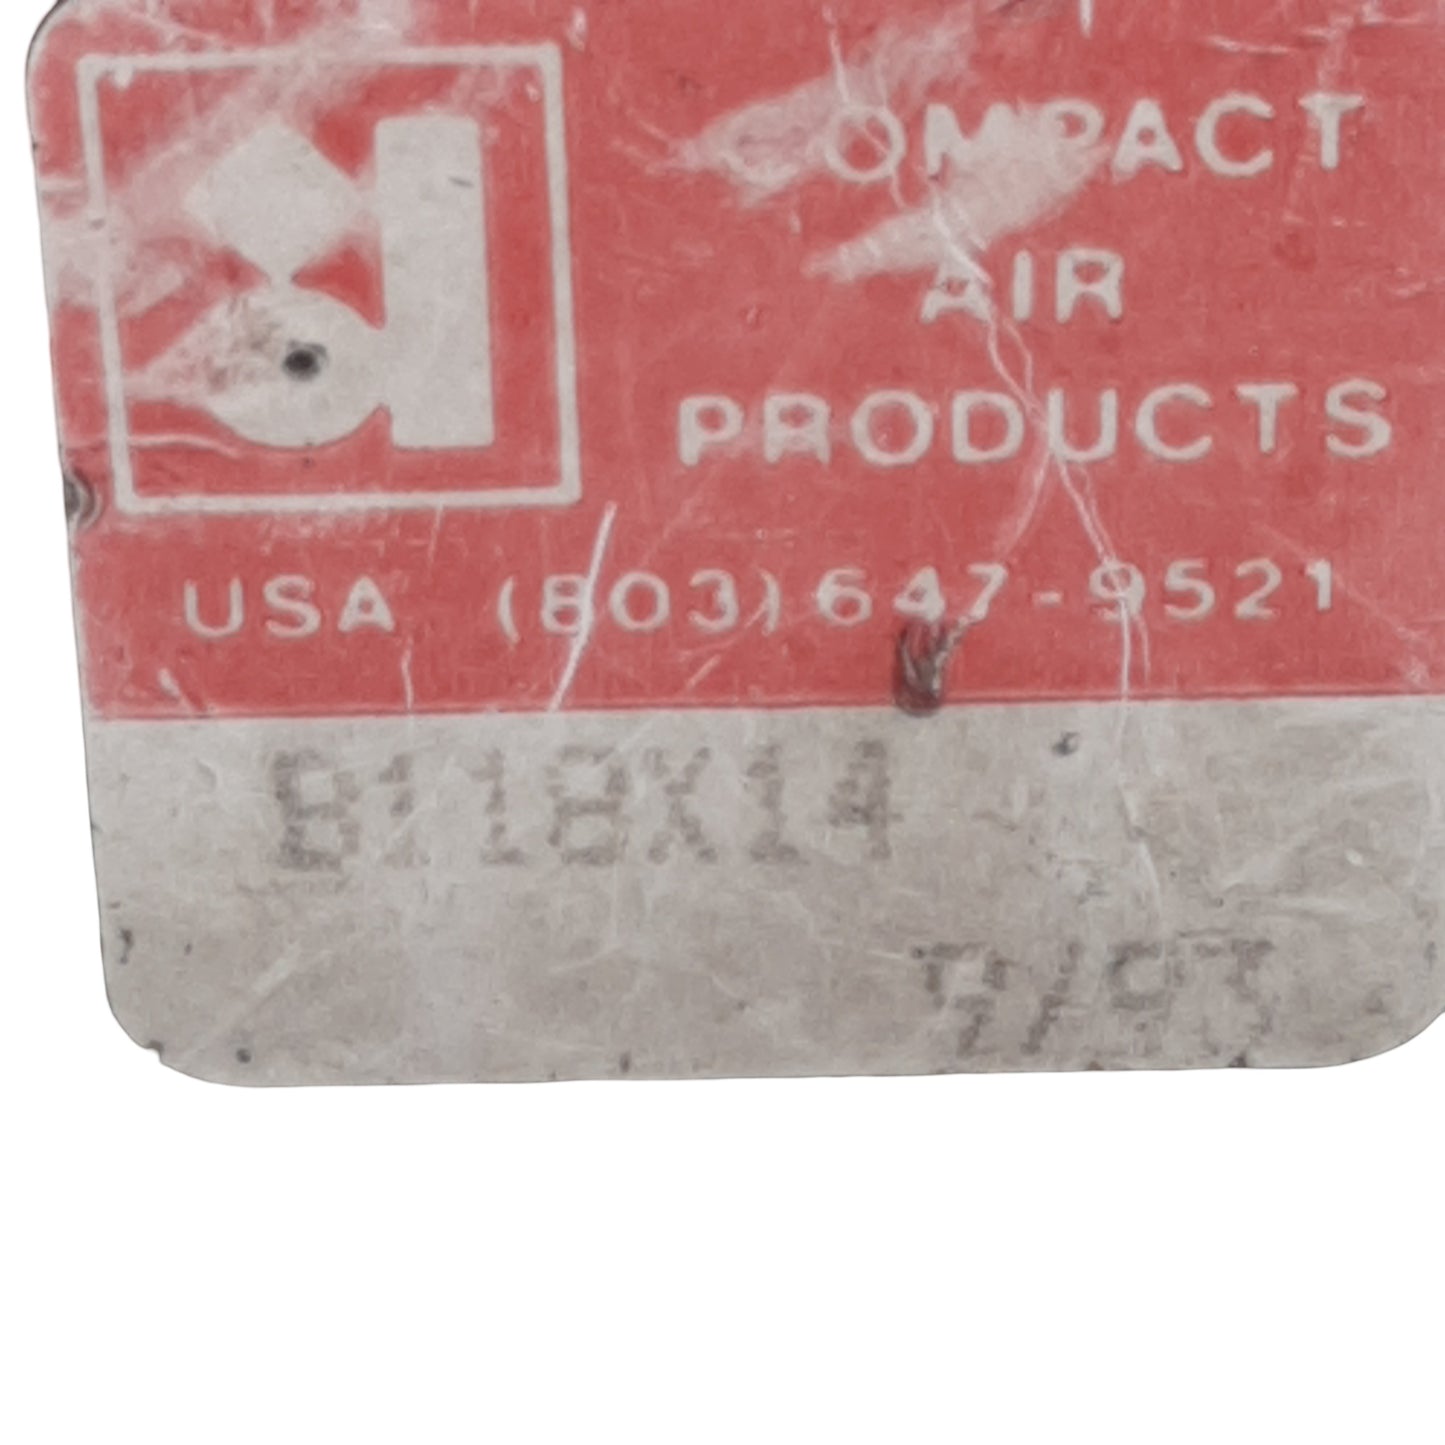 COMPACT
AIR
PRODUCTS
USA (803) 647-9521
B118X14